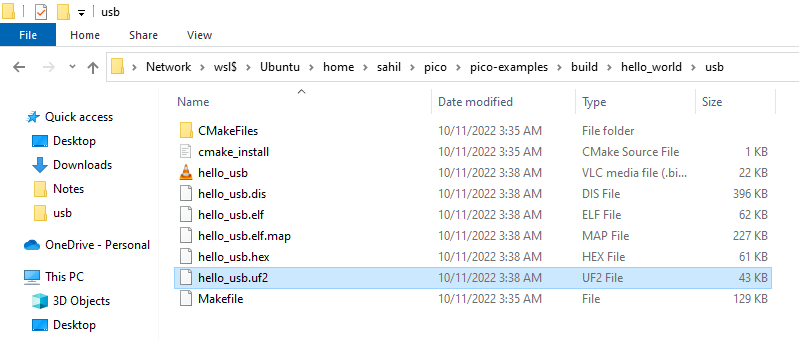 usb
File Home Share View
Network > wsl$ > Ubuntu > home > sahil > pico > pico-examples > build > hello_world > usb
Quick access
Desktop
Downloads
Notes
usb
OneDrive - Personal
This PC
3D Objects
Desktop
Name Date modified Type Size
CMakeFiles 10/11/2022 3:35 AM File folder
cmake_install 10/11/2022 3:35 AM CMake Source File 1 KB
hello_usb 10/11/2022 3:38 AM VLC media file (.bi... 22 KB
hello_usb.dis 10/11/2022 3:38 AM DIS File 396 KB
hello_usb.elf 10/11/2022 3:38 AM ELF File 62 KB
hello_usb.elf.map 10/11/2022 3:38 AM MAP File 227 KB
hello_usb.hex 10/11/2022 3:38 AM HEX File 61 KB
hello_usb.uf2 10/11/2022 3:38 AM UF2 File 43 KB
Makefile 10/11/2022 3:35 AM File 129 KB